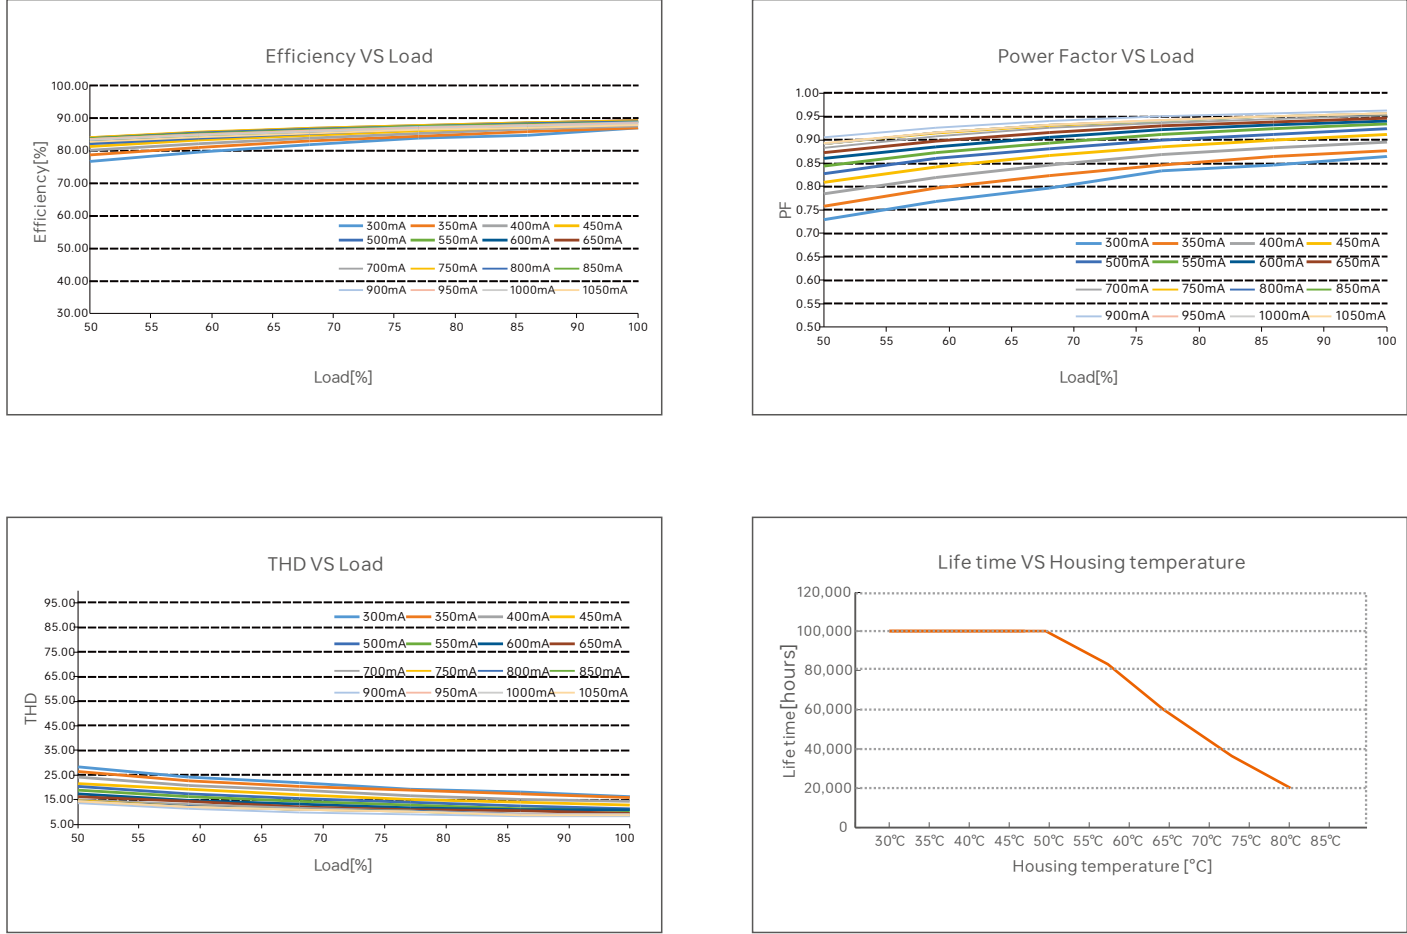 Efficiency VS Load
100.00
90.00
80.00
70.00
60.00
50.00
40.00
30.00
Efficiency[%]
300mA 350mA 400mA 450mA
500mA 550mA 600mA 650mA
700mA 750mA 800mA 850mA
900mA 950mA 1000mA 1050mA
50 55 60 65 70 75 80 85 90 100
Load[%]
Power Factor VS Load
1.00
0.95
0.90
0.85
0.80
0.75
0.70
0.65
0.60
0.55
0.50
PF
300mA 350mA 400mA 450mA
500mA 550mA 600mA 650mA
700mA 750mA 800mA 850mA
900mA 950mA 1000mA 1050mA
50 55 60 65 70 75 80 85 90 100
Load[%]
THD VS Load
95.00
85.00
75.00
65.00
55.00
45.00
35.00
25.00
15.00
5.00
THD
300mA 350mA 400mA 450mA
500mA 550mA 600mA 650mA
700mA 750mA 800mA 850mA
900mA 950mA 1000mA 1050mA
50 55 60 65 70 75 80 85 90 100
Load[%]
Life time VS Housing temperature
120,000
100,000
80,000
60,000
40,000
20,000
0
Life time[hours]
30℃ 35℃ 40℃ 45℃ 50℃ 55℃ 60℃ 65℃ 70℃ 75℃ 80℃ 85℃
Housing temperature [°C]